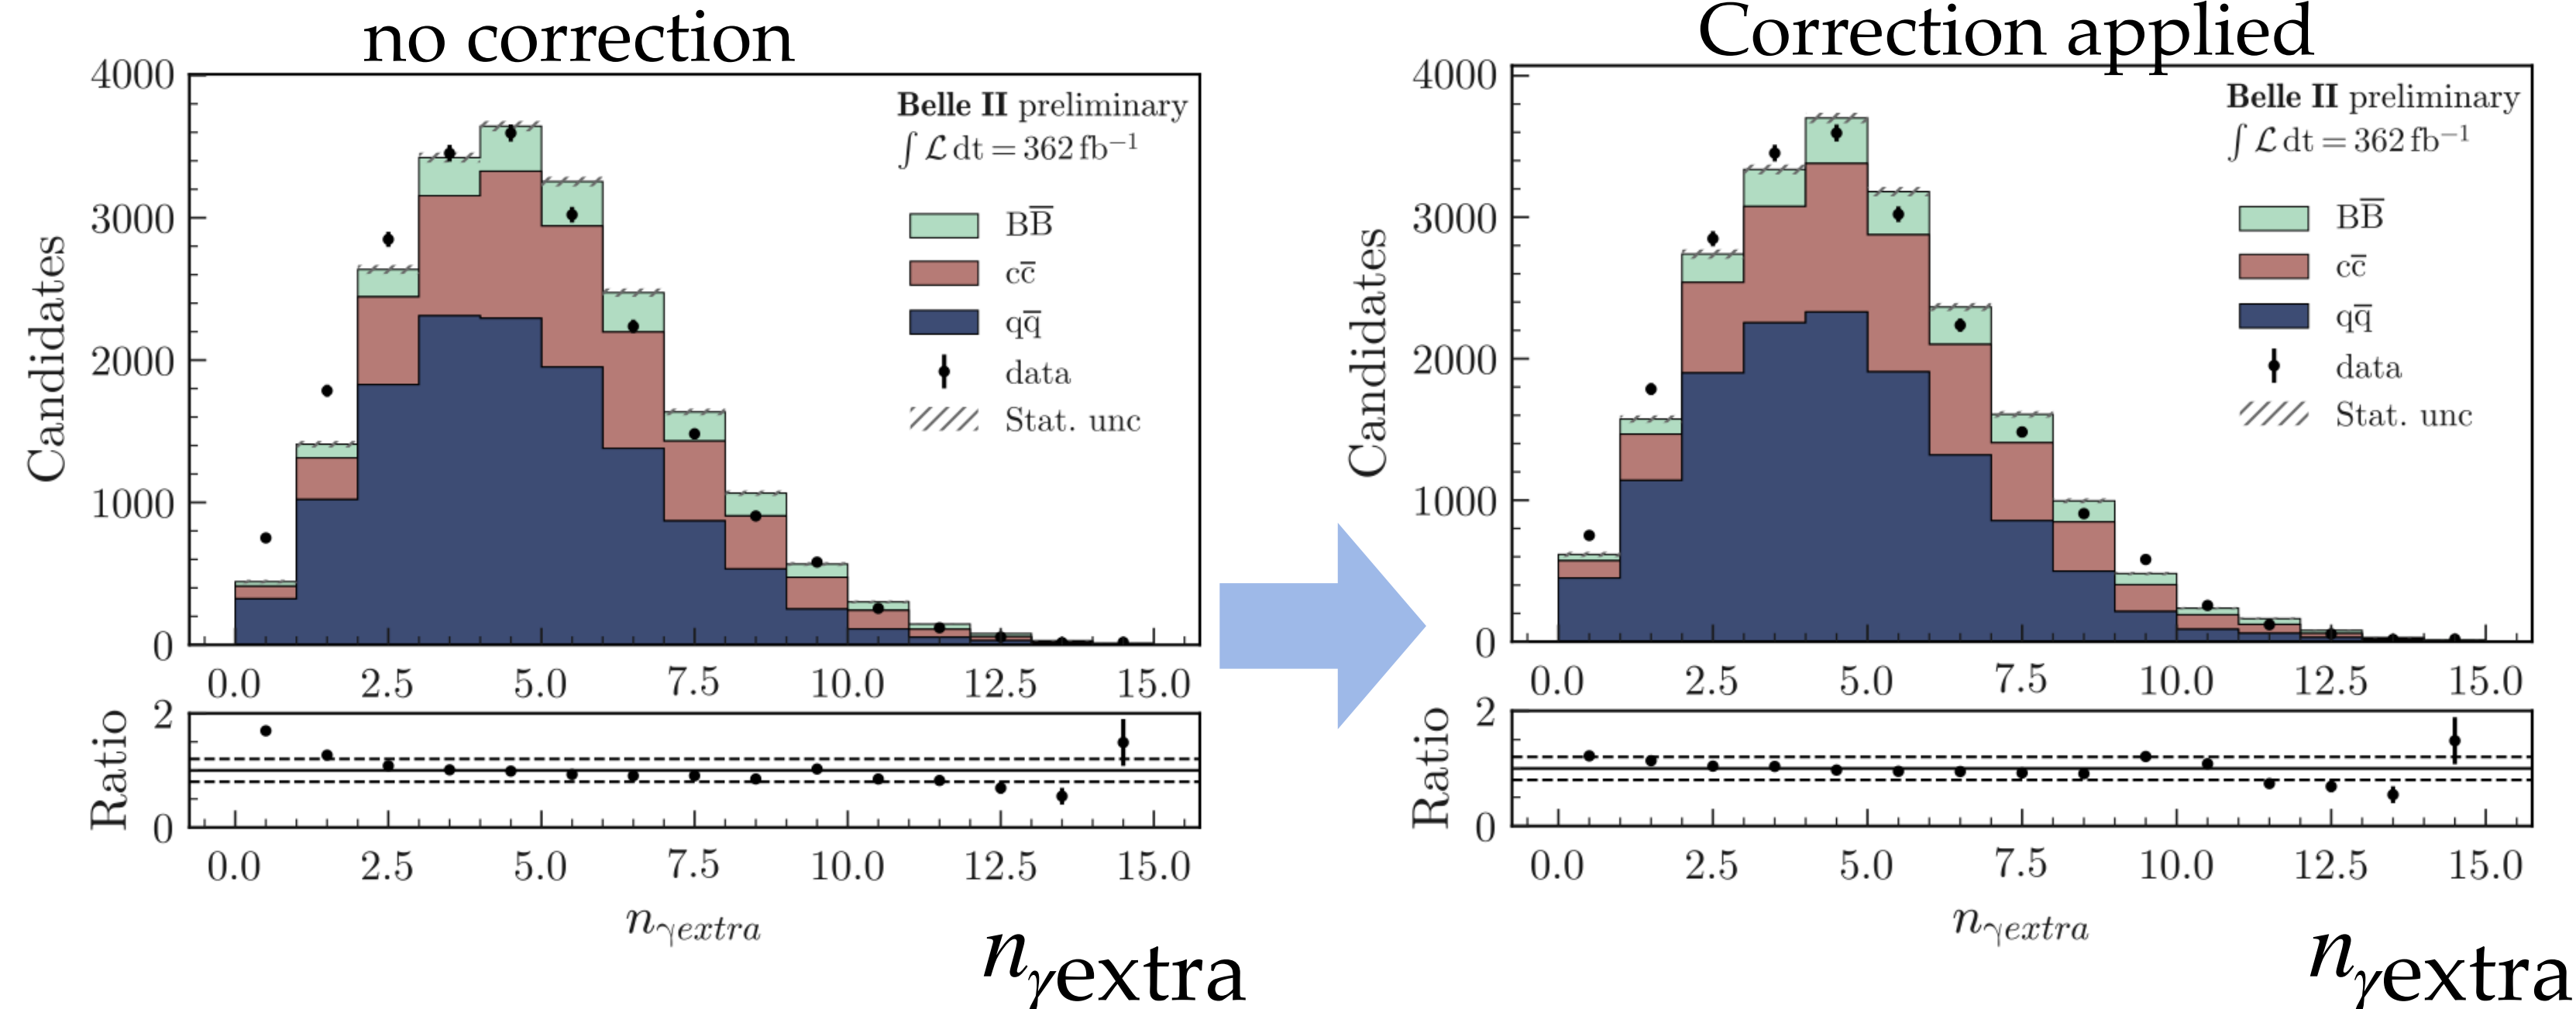 no correction
4000
3000
2000
1000
0
Candidates
Belle II preliminary
∫ ℒ dt = 362 fb⁻¹
BB̅
cc̅
qq̅
data
Stat. unc
0.0 2.5 5.0 7.5 10.0 12.5 15.0
2
0
Ratio
0.0 2.5 5.0 7.5 10.0 12.5 15.0
nγextra
nγextra
Correction applied
4000
3000
2000
1000
0
Candidates
Belle II preliminary
∫ ℒ dt = 362 fb⁻¹
BB̅
cc̅
qq̅
data
Stat. unc
0.0 2.5 5.0 7.5 10.0 12.5 15.0
2
0
Ratio
0.0 2.5 5.0 7.5 10.0 12.5 15.0
nγextra
nγextra